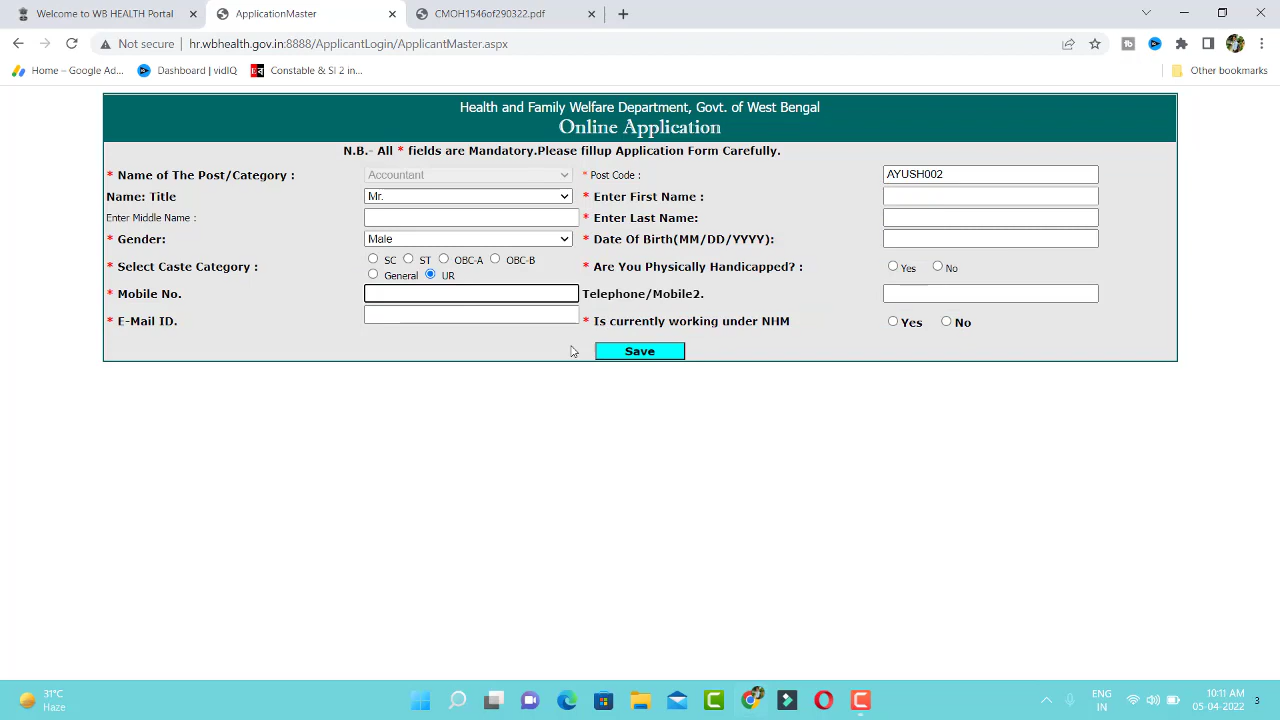 Welcome to WB HEALTH Portal
ApplicationMaster
CMOH1546of290322.pdf
Not secure
hr.wbhealth.gov.in:8888/ApplicantLogin/ApplicantMaster.aspx
Home – Google Ad...
Dashboard | vidIQ
Constable & SI 2 in...
Other bookmarks
Health and Family Welfare Department, Govt. of West Bengal
Online Application
N.B.- All * fields are Mandatory.Please fillup Application Form Carefully.
* Name of The Post/Category : Accountant * Post Code : AYUSH002
Name: Title Mr. * Enter First Name :
Enter Middle Name : * Enter Last Name:
* Gender: Male * Date Of Birth(MM/DD/YYYY):
* Select Caste Category : SC ST OBC-A OBC-B
General UR
* Are You Physically Handicapped? : Yes No
* Mobile No. Telephone/Mobile2.
* E-Mail ID. * Is currently working under NHM Yes No
Save
31°C
Haze
ENG
IN
10:11 AM
05-04-2022
3